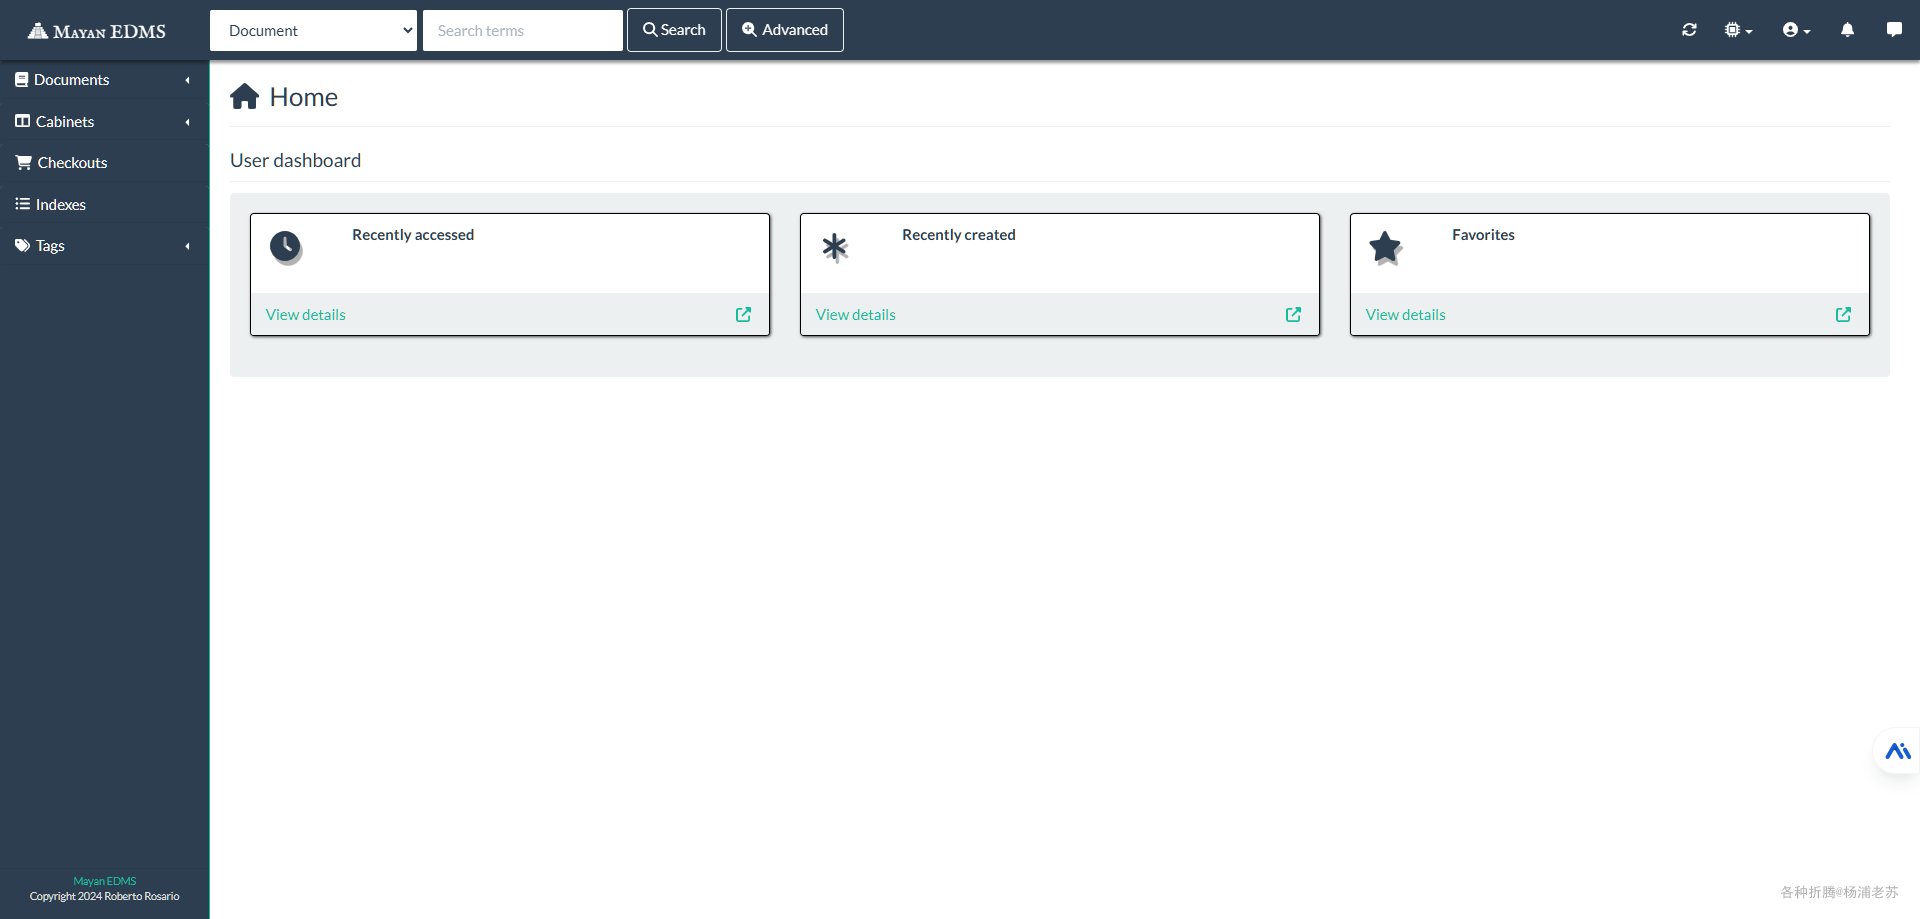 Mayan EDMS
Document
Search terms
Search
Advanced
Documents
Cabinets
Checkouts
Indexes
Tags
Home
User dashboard
Recently accessed
View details
Recently created
View details
Favorites
View details
Mayan EDMS
Copyright 2024 Roberto Rosario
各种折腾@杨浦老苏